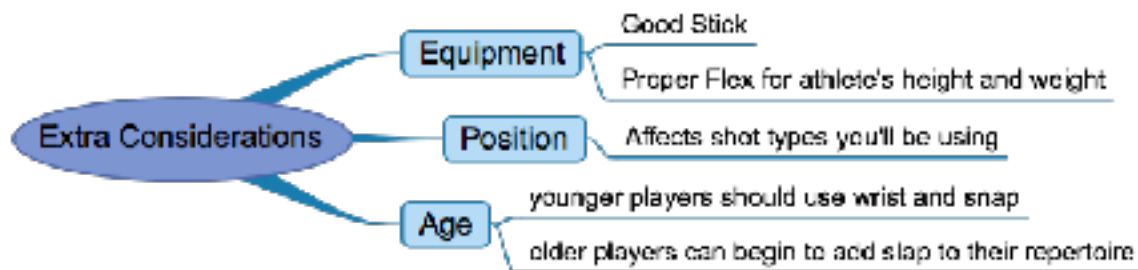 Extra Considerations
Equipment
Good Stick
Proper Flex for athlete's height and weight
Position
Affects shot types you'll be using
Age
younger players should use wrist and snap
older players can begin to add slap to their repertoire